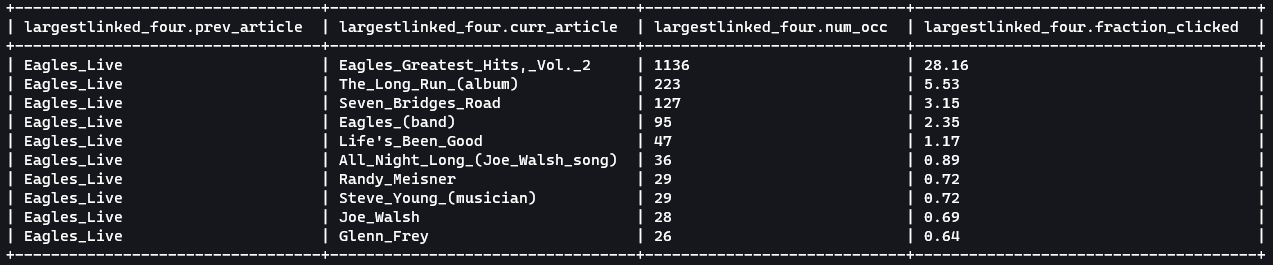 +----------------------------------+----------------------------------+-----------------------------+--------------------------------------+
| largestlinked_four.prev_article  | largestlinked_four.curr_article  | largestlinked_four.num_occ  | largestlinked_four.fraction_clicked  |
+----------------------------------+----------------------------------+-----------------------------+--------------------------------------+
| Eagles_Live                      | Eagles_Greatest_Hits,_Vol._2     | 1136                        | 28.16                                |
| Eagles_Live                      | The_Long_Run_(album)             | 223                         | 5.53                                 |
| Eagles_Live                      | Seven_Bridges_Road               | 127                         | 3.15                                 |
| Eagles_Live                      | Eagles_(band)                    | 95                          | 2.35                                 |
| Eagles_Live                      | Life's_Been_Good                 | 47                          | 1.17                                 |
| Eagles_Live                      | All_Night_Long_(Joe_Walsh_song)  | 36                          | 0.89                                 |
| Eagles_Live                      | Randy_Meisner                    | 29                          | 0.72                                 |
| Eagles_Live                      | Steve_Young_(musician)           | 29                          | 0.72                                 |
| Eagles_Live                      | Joe_Walsh                        | 28                          | 0.69                                 |
| Eagles_Live                      | Glenn_Frey                       | 26                          | 0.64                                 |
+----------------------------------+----------------------------------+-----------------------------+--------------------------------------+